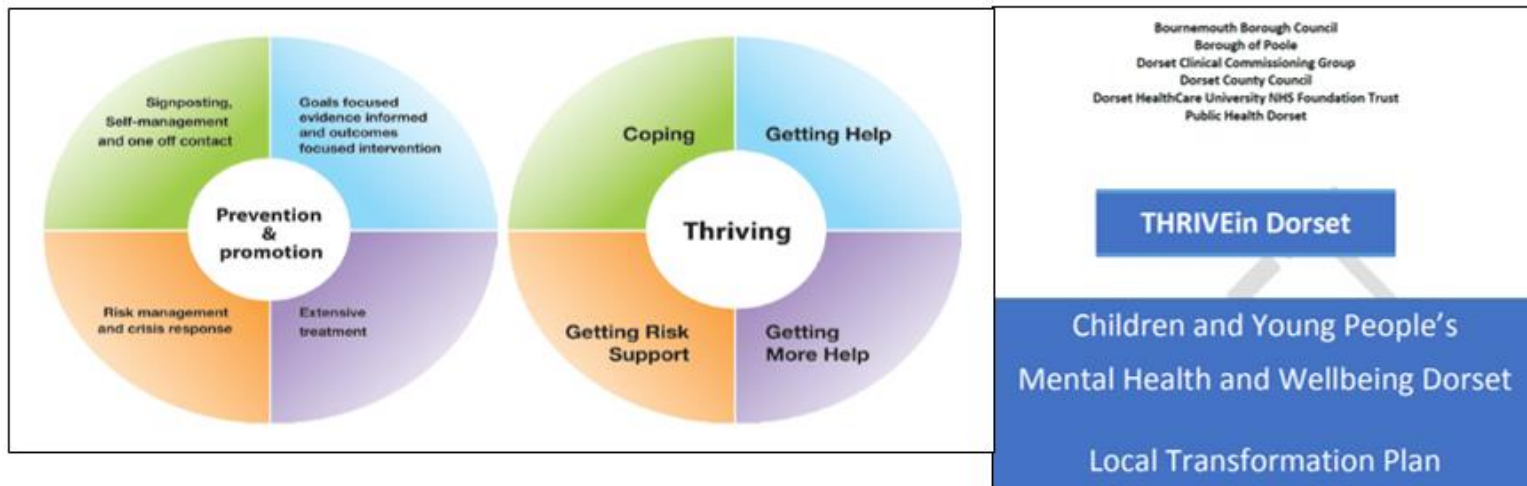 Signposting,
Self-management
and one off contact
Goals focused
evidence informed
and outcomes
focused intervention
Prevention
&
promotion
Risk management
and crisis response
Extensive
treatment
Coping
Getting Help
Thriving
Getting Risk
Support
Getting
More Help
Bournemouth Borough Council
Borough of Poole
Dorset Clinical Commissioning Group
Dorset County Council
Dorset HealthCare University NHS Foundation Trust
Public Health Dorset
THRIVEin Dorset
Children and Young People’s
Mental Health and Wellbeing Dorset
Local Transformation Plan